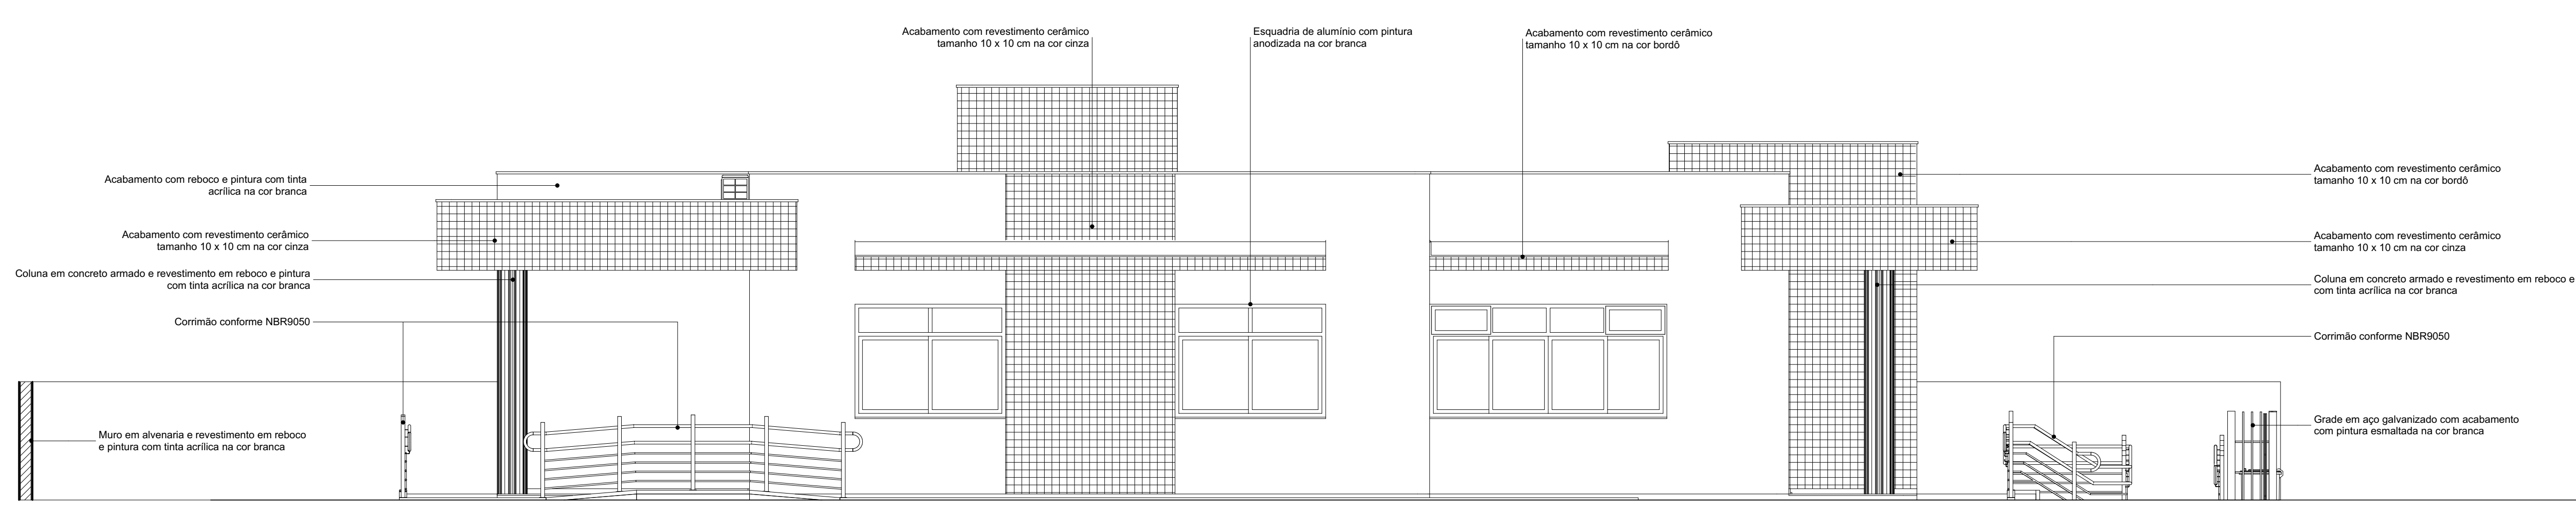 Acabamento com revestimento cerâmico
tamanho 10 x 10 cm na cor cinza
Esquadria de alumínio com pintura
anodizada na cor branca
Acabamento com revestimento cerâmico
tamanho 10 x 10 cm na cor bordô
Acabamento com reboco e pintura com tinta
acrílica na cor branca
Acabamento com revestimento cerâmico
tamanho 10 x 10 cm na cor cinza
Coluna em concreto armado e revestimento em reboco e pintura
com tinta acrílica na cor branca
Corrimão conforme NBR9050
Muro em alvenaria e revestimento em reboco
e pintura com tinta acrílica na cor branca
Acabamento com revestimento cerâmico
tamanho 10 x 10 cm na cor bordô
Acabamento com revestimento cerâmico
tamanho 10 x 10 cm na cor cinza
Coluna em concreto armado e revestimento em reboco e
com tinta acrílica na cor branca
Corrimão conforme NBR9050
Grade em aço galvanizado com acabamento
com pintura esmaltada na cor branca